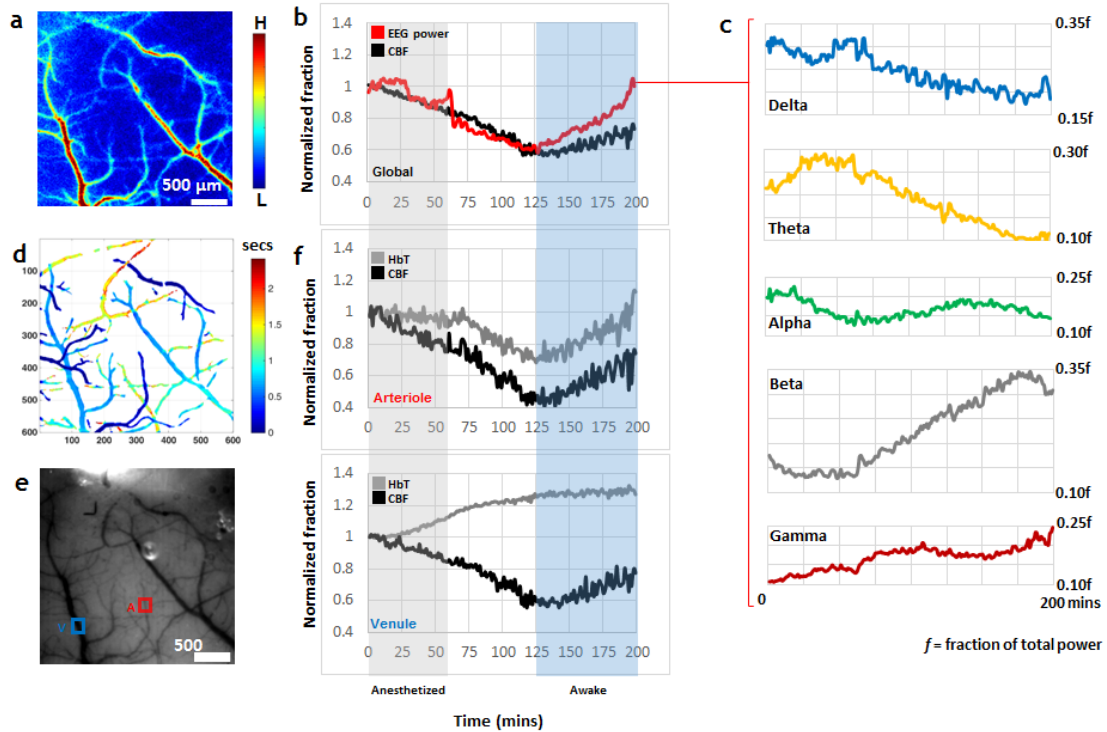 a
H
L
500 µm
b
EEG power
CBF
Normalized fraction
1.4
1.2
1
0.8
0.6
0.4
Global
0 25 50 75 100 125 150 175 200
c
0.35f
Delta
0.15f
0.30f
Theta
0.10f
0.25f
Alpha
0.10f
Beta
0.35f
0.10f
Gamma
0.25f
0.10f
0
200 mins
f = fraction of total power
d
secs
100
200
300
400
500
600
100 200 300 400 500 600
2
1.5
1
0.5
0
e
A
V
500
f
HbT
CBF
Normalized fraction
1.4
1.2
1
0.8
0.6
0.4
Arteriole
0 25 50 75 100 125 150 175 200
HbT
CBF
Normalized fraction
1.4
1.2
1
0.8
0.6
0.4
Venule
0 25 50 75 100 125 150 175 200
Anesthetized
Awake
Time (mins)